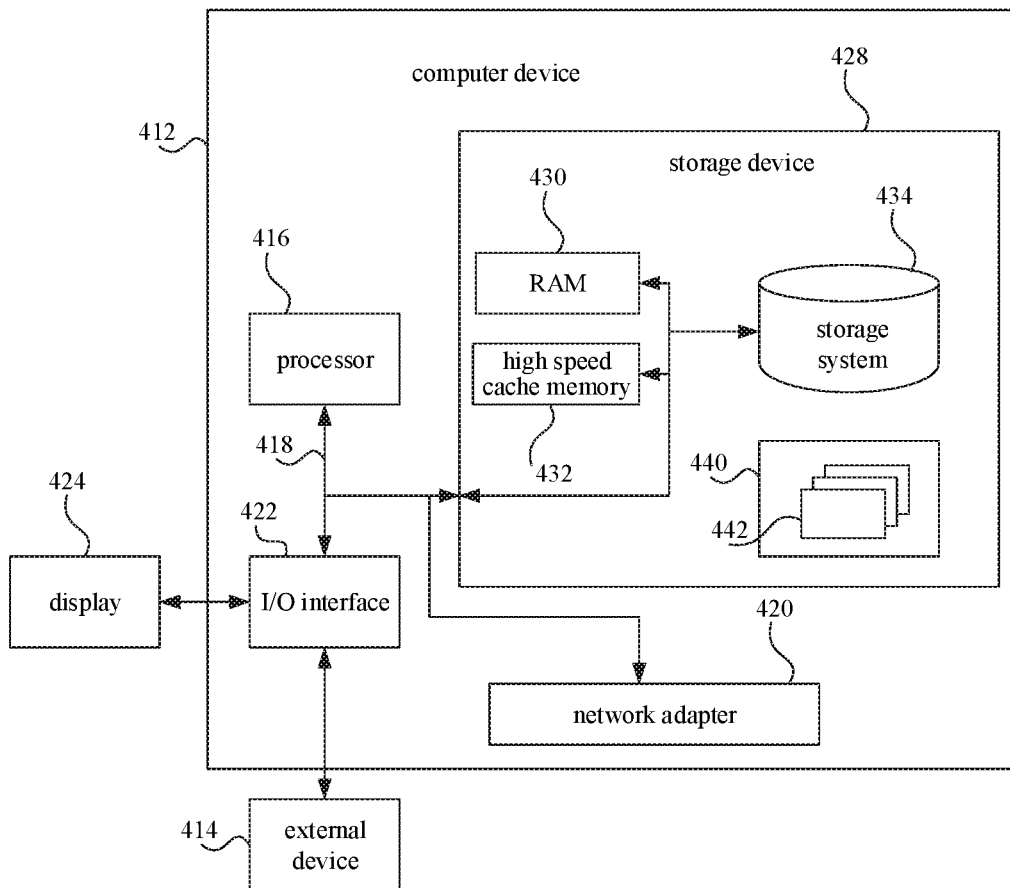 computer device
428
412
storage device
430
434
416
RAM
processor
high speed
cache memory
storage
system
418
432
440
424
422
442
display
I/O interface
420
network adapter
414
external
device